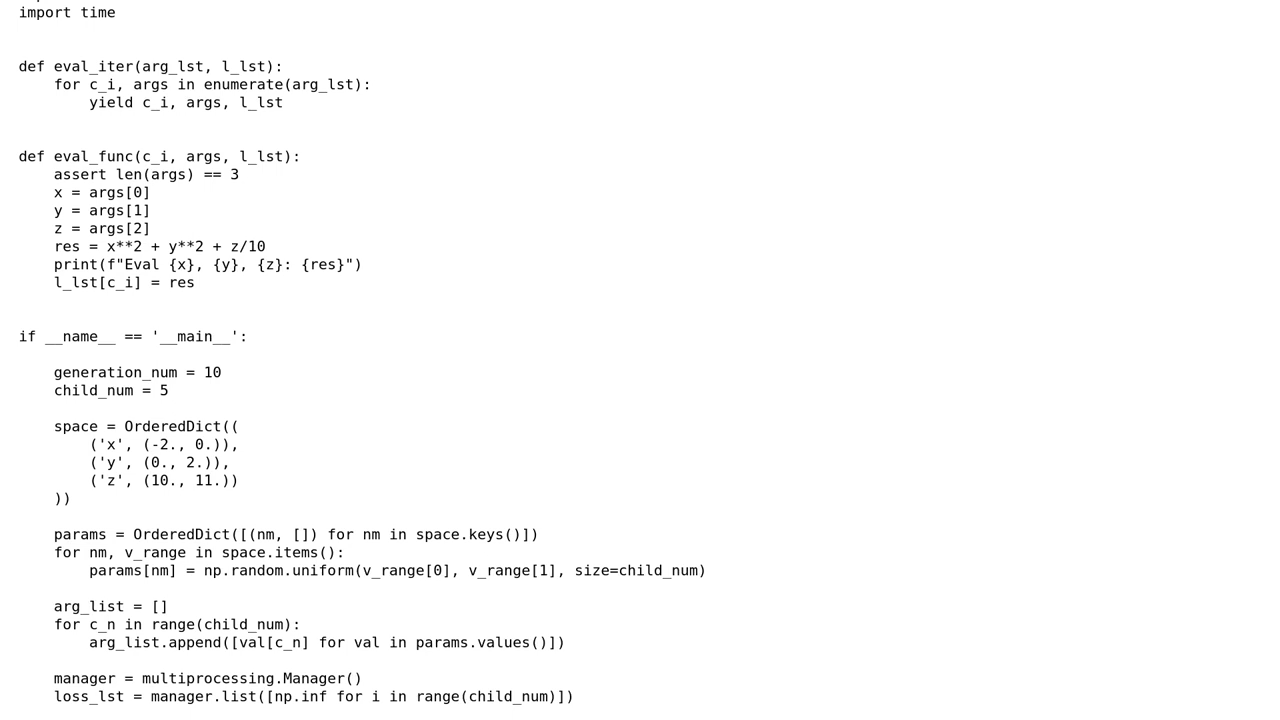 import time
def eval_iter(arg_lst, l_lst):
    for c_i, args in enumerate(arg_lst):
        yield c_i, args, l_lst
def eval_func(c_i, args, l_lst):
    assert len(args) == 3
    x = args[0]
    y = args[1]
    z = args[2]
    res = x**2 + y**2 + z/10
    print(f"Eval {x}, {y}, {z}: {res}")
    l_lst[c_i] = res
if __name__ == '__main__':
    generation_num = 10
    child_num = 5
    space = OrderedDict((
        ('x', (-2., 0.)),
        ('y', (0., 2.)),
        ('z', (10., 11.))
    ))
    params = OrderedDict([(nm, []) for nm in space.keys()])
    for nm, v_range in space.items():
        params[nm] = np.random.uniform(v_range[0], v_range[1], size=child_num)
    arg_list = []
    for c_n in range(child_num):
        arg_list.append([val[c_n] for val in params.values()])
    manager = multiprocessing.Manager()
    loss_lst = manager.list([np.inf for i in range(child_num)])